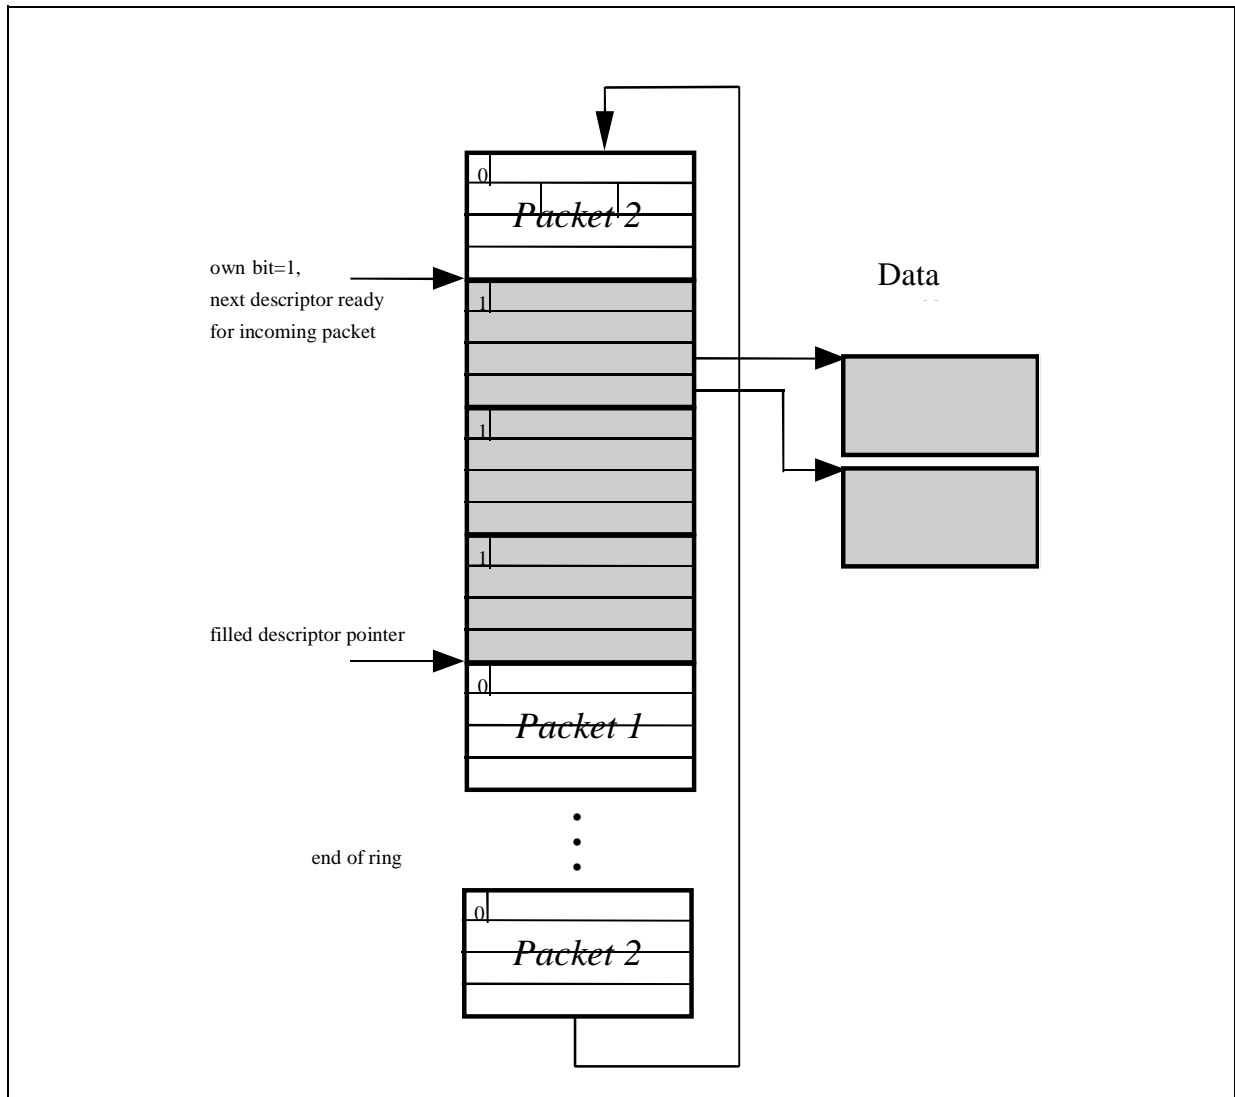 0
Packet 2
own bit=1,
next descriptor ready
for incoming packet
Data
1
1
1
filled descriptor pointer
0
Packet 1
end of ring
0
Packet 2